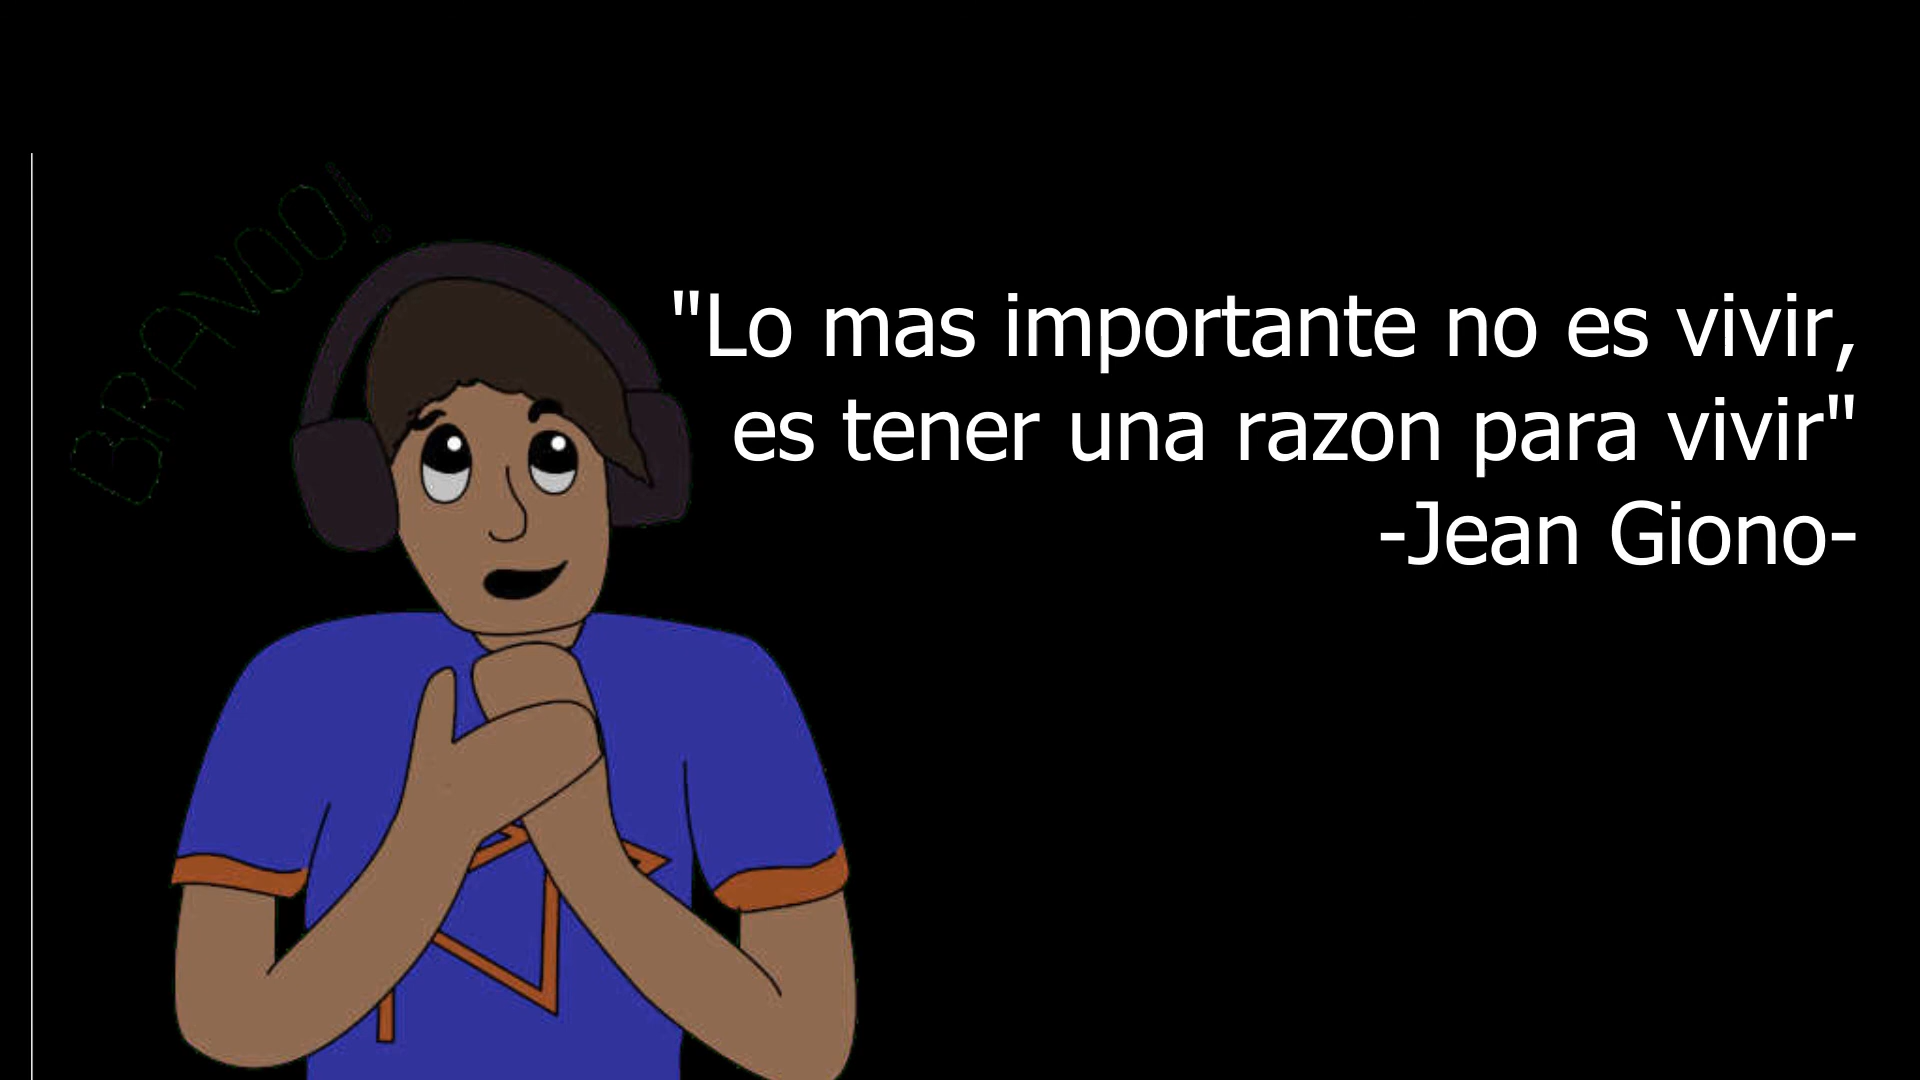 BRAVOO!
"Lo mas importante no es vivir,
es tener una razon para vivir"
-Jean Giono-